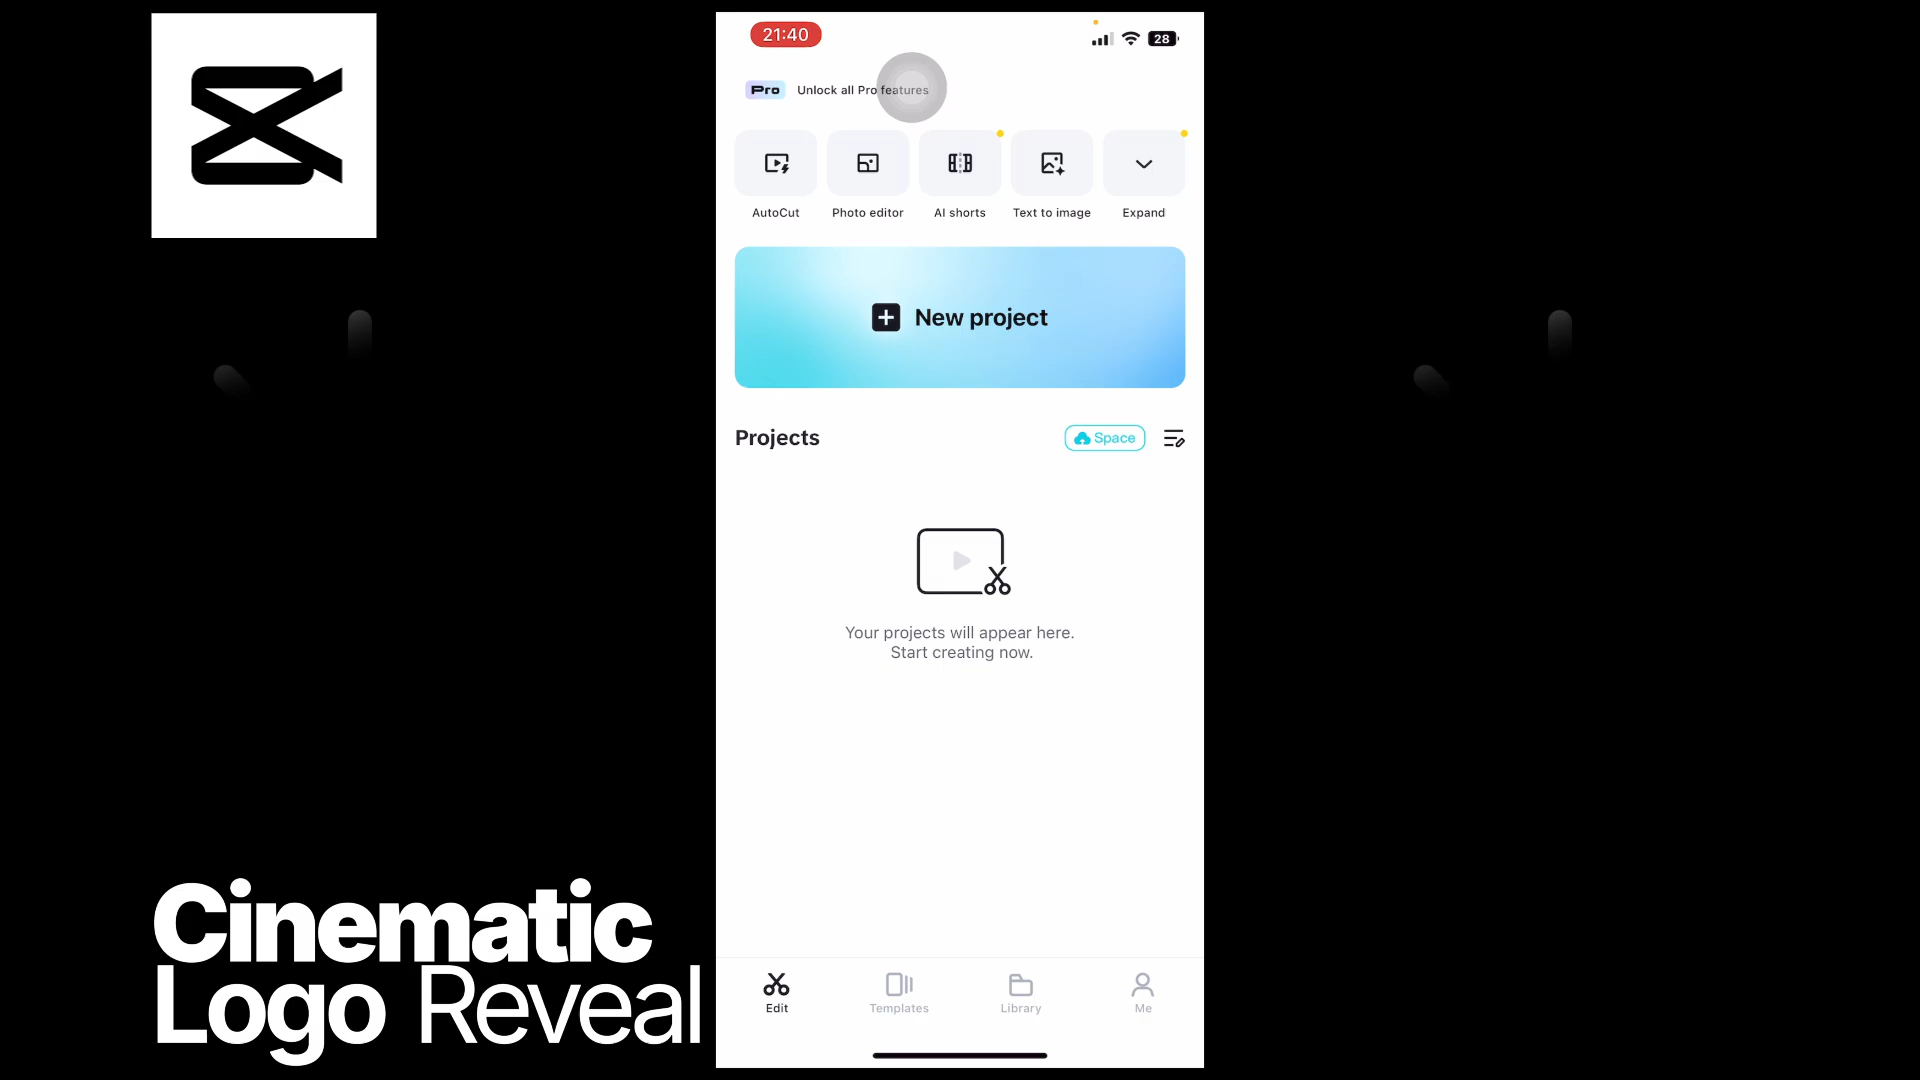 21:40
28
Pro Unlock all Pro features
AutoCut Photo editor AI shorts Text to image Expand
New project
Projects Space
Your projects will appear here.
Start creating now.
Cinematic
Logo Reveal
Edit Templates Library Me